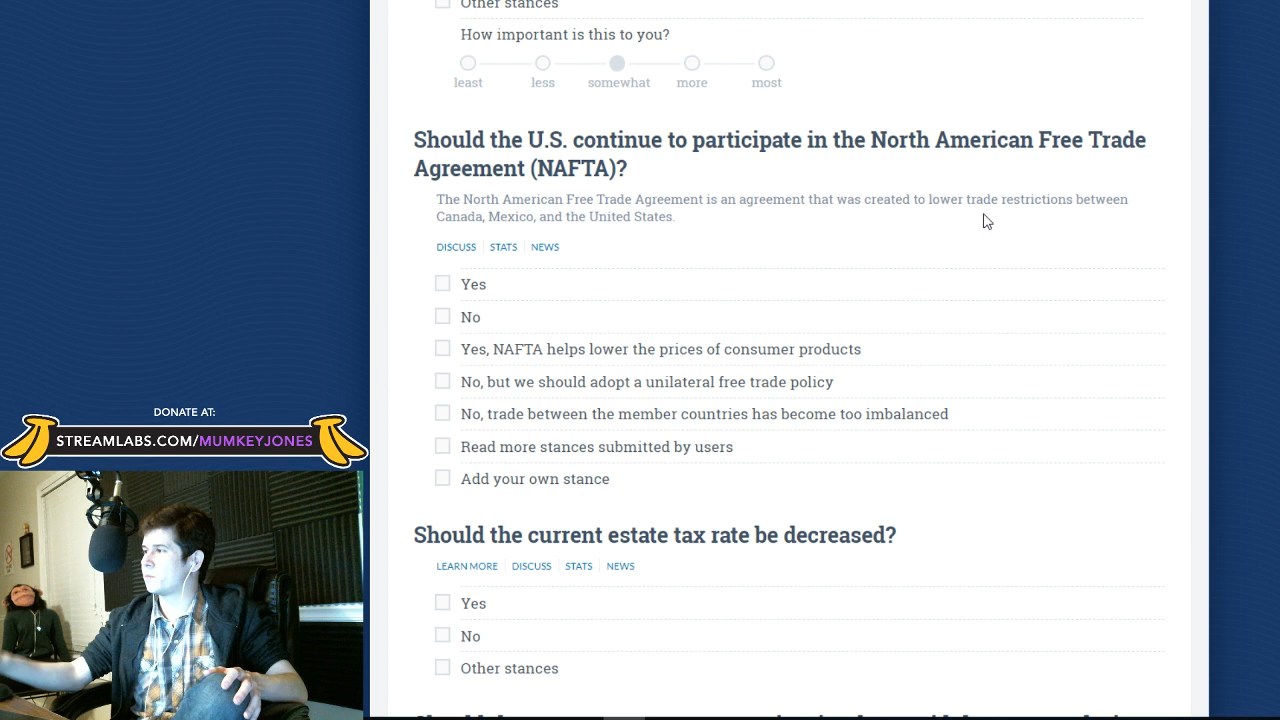 Other stances
How important is this to you?
least less somewhat more most
Should the U.S. continue to participate in the North American Free Trade
Agreement (NAFTA)?
The North American Free Trade Agreement is an agreement that was created to lower trade restrictions between
Canada, Mexico, and the United States.
DISCUSS STATS NEWS
Yes
No
Yes, NAFTA helps lower the prices of consumer products
No, but we should adopt a unilateral free trade policy
No, trade between the member countries has become too imbalanced
Read more stances submitted by users
Add your own stance
Should the current estate tax rate be decreased?
LEARN MORE DISCUSS STATS NEWS
Yes
No
Other stances
DONATE AT:
STREAMLABS.COM/MUMKEYJONES